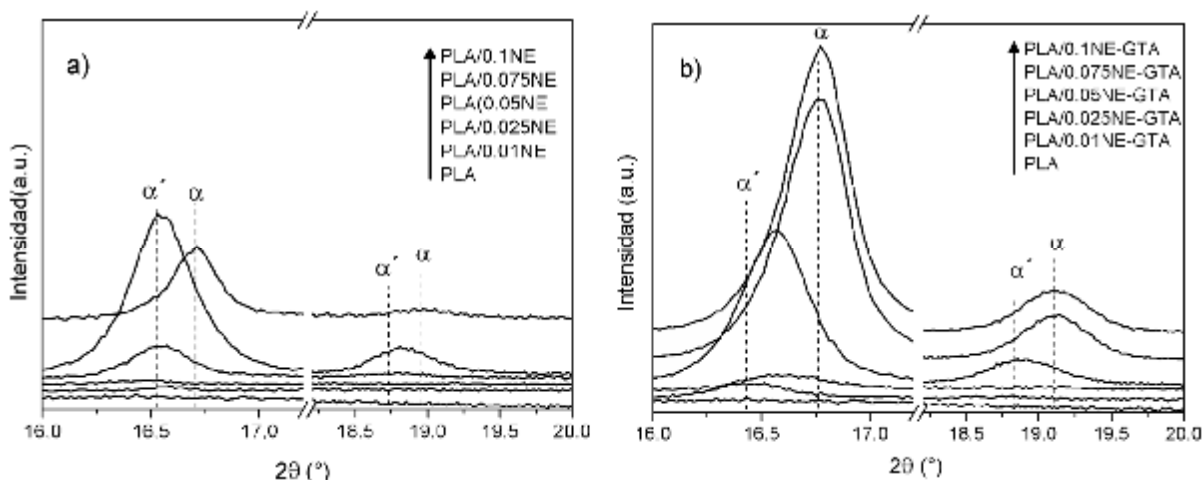 a)
PLA/0.1NE
PLA/0.075NE
PLA(0.05NE
PLA/0.025NE
PLA/0.01NE
PLA
α´
α
α´
α
Intensidad(a.u.)
16.0 16.5 17.0 18.5 19.0 19.5 20.0
2θ (°)
b)
PLA/0.1NE-GTA
PLA/0.075NE-GTA
PLA/0.05NE-GTA
PLA/0.025NE-GTA
PLA/0.01NE-GTA
PLA
α
α´
α´
α
Intensidad (a.u.)
16.0 16.5 17.0 18.5 19.0 19.5 20.0
2θ (°)